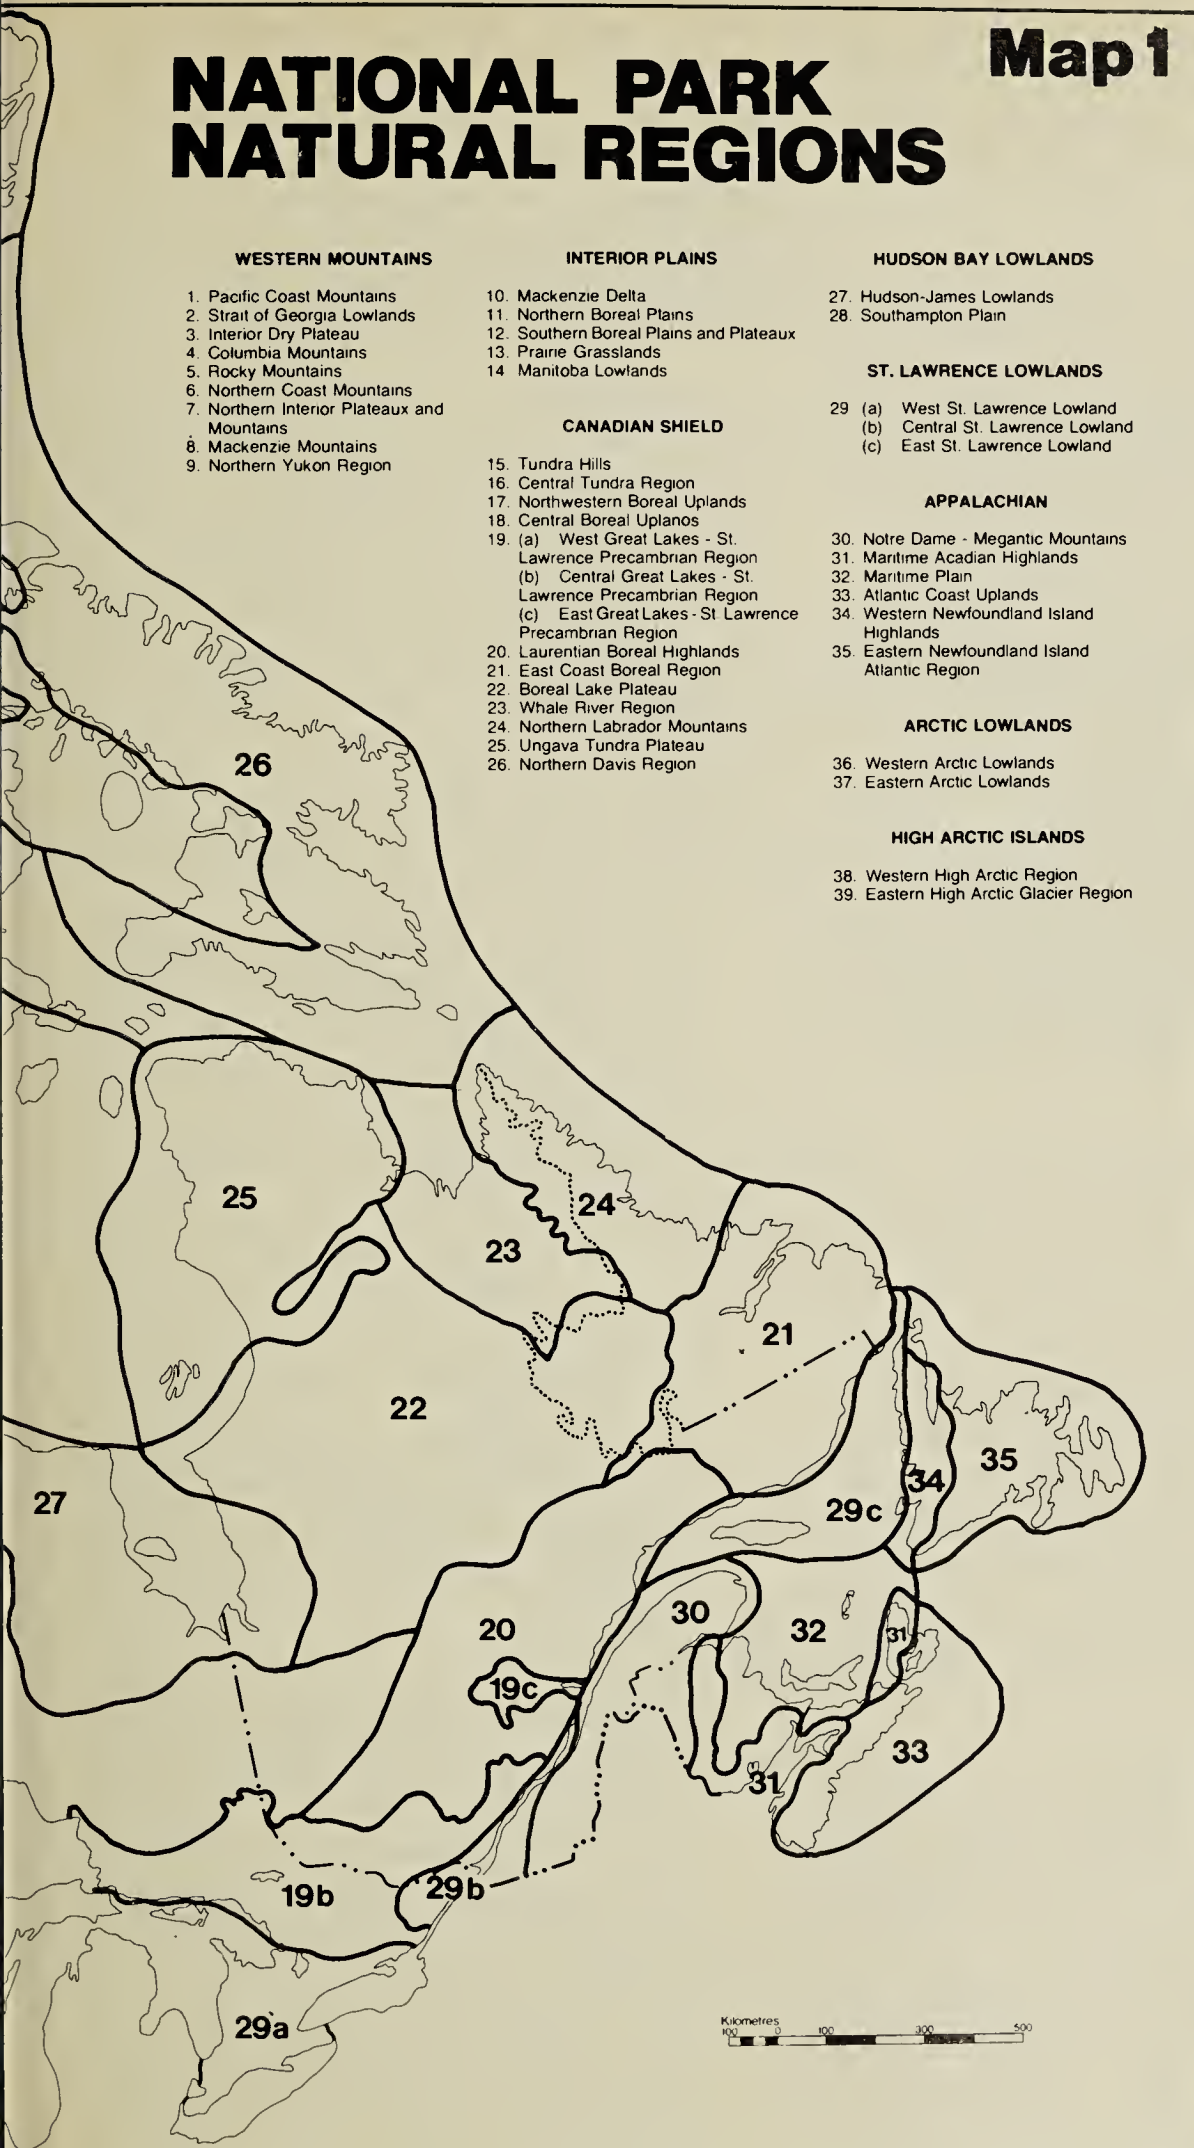 Map 1
NATIONAL PARK
NATURAL REGIONS
WESTERN MOUNTAINS
1. Pacific Coast Mountains
2. Strait of Georgia Lowlands
3. Interior Dry Plateau
4. Columbia Mountains
5. Rocky Mountains
6. Northern Coast Mountains
7. Northern Interior Plateaux and
Mountains
8. Mackenzie Mountains
9. Northern Yukon Region
INTERIOR PLAINS
10. Mackenzie Delta
11. Northern Boreal Plains
12. Southern Boreal Plains and Plateaux
13. Prairie Grasslands
14 Manitoba Lowlands
CANADIAN SHIELD
15. Tundra Hills
16. Central Tundra Region
17. Northwestern Boreal Uplands
18. Central Boreal Uplanos
19. (a) West Great Lakes - St.
Lawrence Precambrian Region
(b) Central Great Lakes - St.
Lawrence Precambrian Region
(c) East Great Lakes - St. Lawrence
Precambrian Region
20. Laurentian Boreal Highlands
21. East Coast Boreal Region
22. Boreal Lake Plateau
23. Whale River Region
24. Northern Labrador Mountains
25. Ungava Tundra Plateau
26. Northern Davis Region
HUDSON BAY LOWLANDS
27. Hudson-James Lowlands
28. Southampton Plain
ST. LAWRENCE LOWLANDS
29 (a) West St. Lawrence Lowland
(b) Central St. Lawrence Lowland
(c) East St. Lawrence Lowland
APPALACHIAN
30. Notre Dame - Megantic Mountains
31. Maritime Acadian Highlands
32. Maritime Plain
33. Atlantic Coast Uplands
34. Western Newfoundland Island
Highlands
35. Eastern Newfoundland Island
Atlantic Region
ARCTIC LOWLANDS
36. Western Arctic Lowlands
37. Eastern Arctic Lowlands
HIGH ARCTIC ISLANDS
38. Western High Arctic Region
39. Eastern High Arctic Glacier Region
26
25
24
23
21
22
35
34
27
29c
30
32
20
31
19c
33
31
29b
19b
29a
Kilometres
100 0 100 300 500